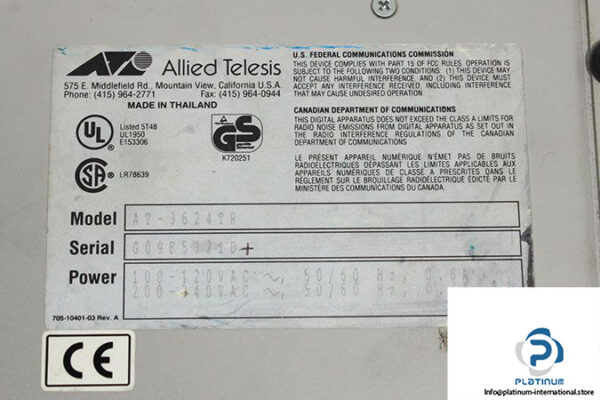 Allied Telesis
575 E. Middlefield Rd., Mountain View, California U.S.A.
Phone: (415) 964-2771 Fax: (415) 964-0944
MADE IN THAILAND
UL
Listed 5T48
UL1950
E153306
GS
K720251
SA
LR78639
U.S. FEDERAL COMMUNICATIONS COMMISSION
THIS DEVICE COMPLIES WITH PART 15 OF FCC RULES. OPERATION IS
SUBJECT TO THE FOLLOWING TWO CONDITIONS: (1) THIS DEVICE MAY
NOT CAUSE HARMFUL INTERFERENCE, AND (2) THIS DEVICE MUST
ACCEPT ANY INTERFERENCE RECEIVED, INCLUDING INTERFERENCE
THAT MAY CAUSE UNDESIRED OPERATION.
CANADIAN DEPARTMENT OF COMMUNICATIONS
THIS DIGITAL APPARATUS DOES NOT EXCEED THE CLASS A LIMITS FOR
RADIO NOISE EMISSIONS FROM DIGITAL APPARATUS AS SET OUT IN
THE RADIO INTERFERENCE REGULATIONS OF THE CANADIAN
DEPARTMENT OF COMMUNICATIONS.
LE PRÉSENT APPAREIL NUMÉRIQUE N'ÉMET PAS DE BRUITS
RADIOÉLECTRIQUES DÉPASSANT LES LIMITES APPLICABLES AUX
APPAREILS NUMÉRIQUES DE CLASSE A PRESCRITES DANS LE
RÈGLEMENT SUR LE BROUILLAGE RADIOÉLECTRIQUE ÉDICTÉ PAR LE
MINISTÈRE DES COMMUNICATIONS DU CANADA.
Model AT-3624TR
Serial
Power 100-120VAC ~, 50/60 Hz, 0.6A
200-240VAC ~, 50/60 Hz,
705-10401-03 Rev. A
CE
PLATINUM
info@platinum-international.store